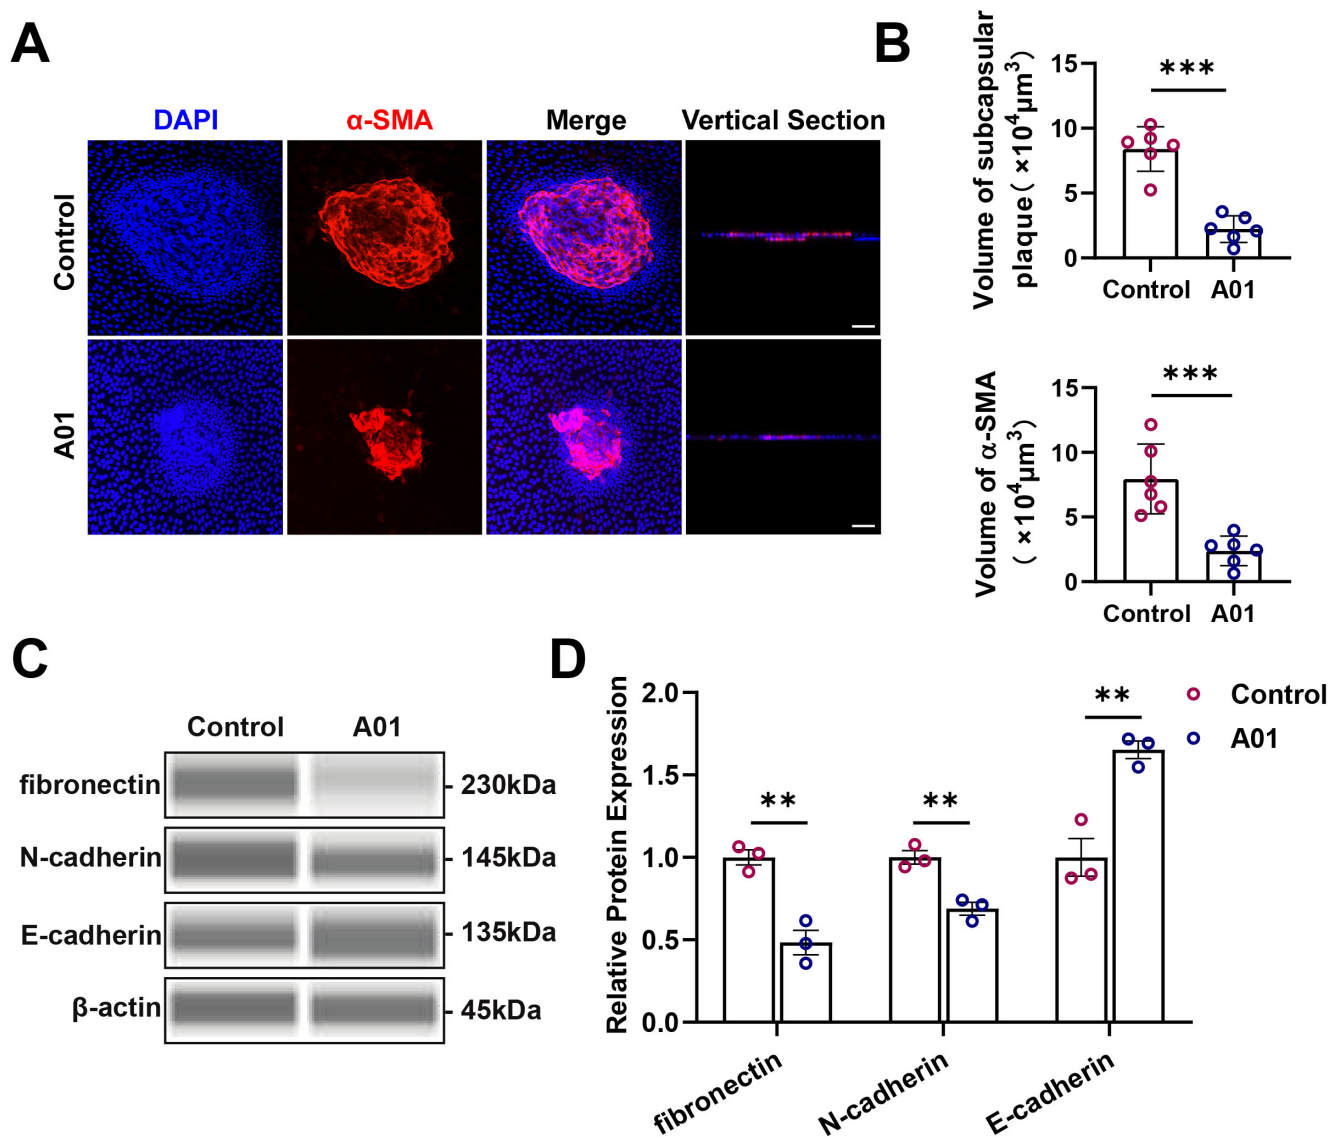 A
DAPI
α-SMA
Merge
Vertical Section
Control
A01
B
Volume of subcapsular
plaque ( ×10⁴μm³)
15
10
5
0
***
Control
A01
Volume of α-SMA
( ×10⁴μm³)
15
10
5
0
***
Control
A01
C
Control
A01
fibronectin
- 230kDa
N-cadherin
- 145kDa
E-cadherin
- 135kDa
β-actin
- 45kDa
D
Relative Protein Expression
2.0
1.5
1.0
0.5
0.0
**
**
**
fibronectin
N-cadherin
E-cadherin
Control
A01